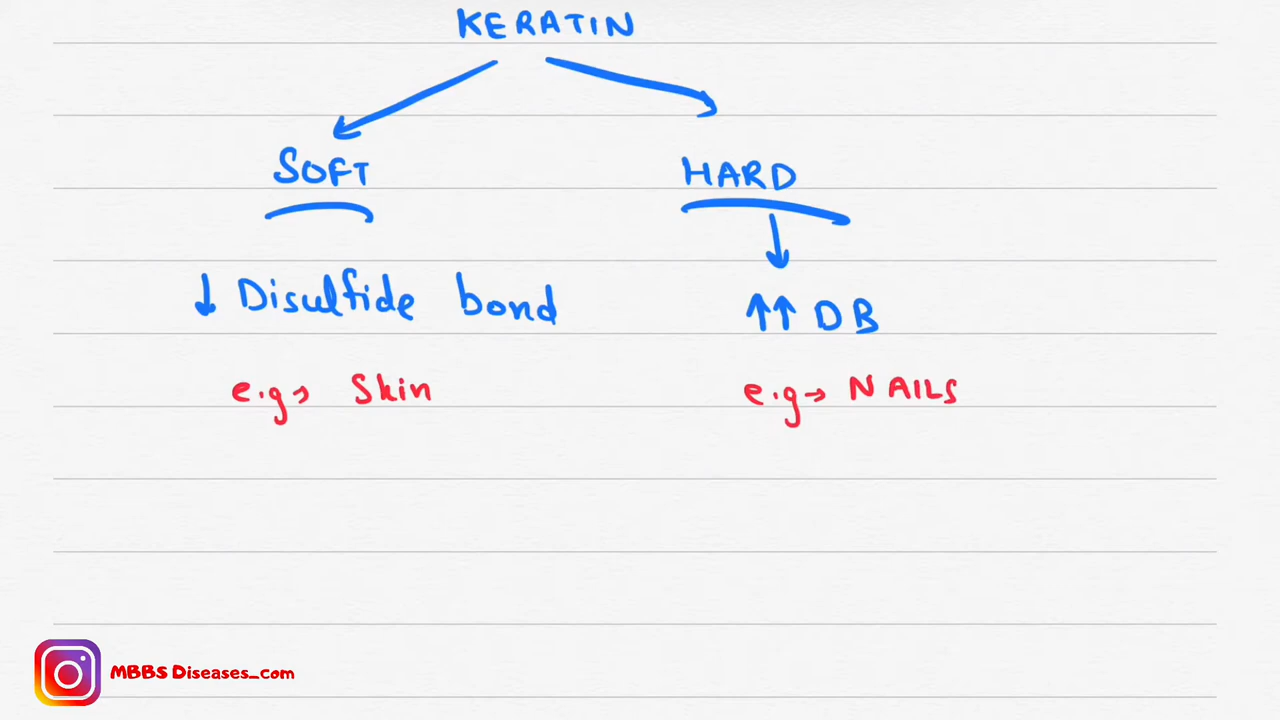 KERATIN
SOFT
HARD
↓ Disulfide bond
↑↑ DB
e.g → Skin
e.g → NAILS
MBBS Diseases_com